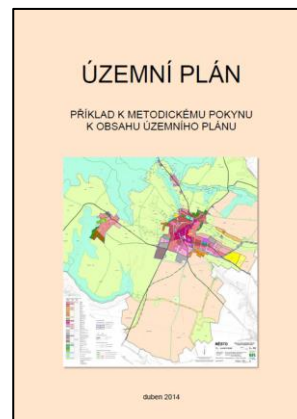 ÚZEMNÍ PLÁN
PŘÍKLAD K METODICKÉMU POKYNU
K OBSAHU ÚZEMNÍHO PLÁNU
MĚSTO
duben 2014